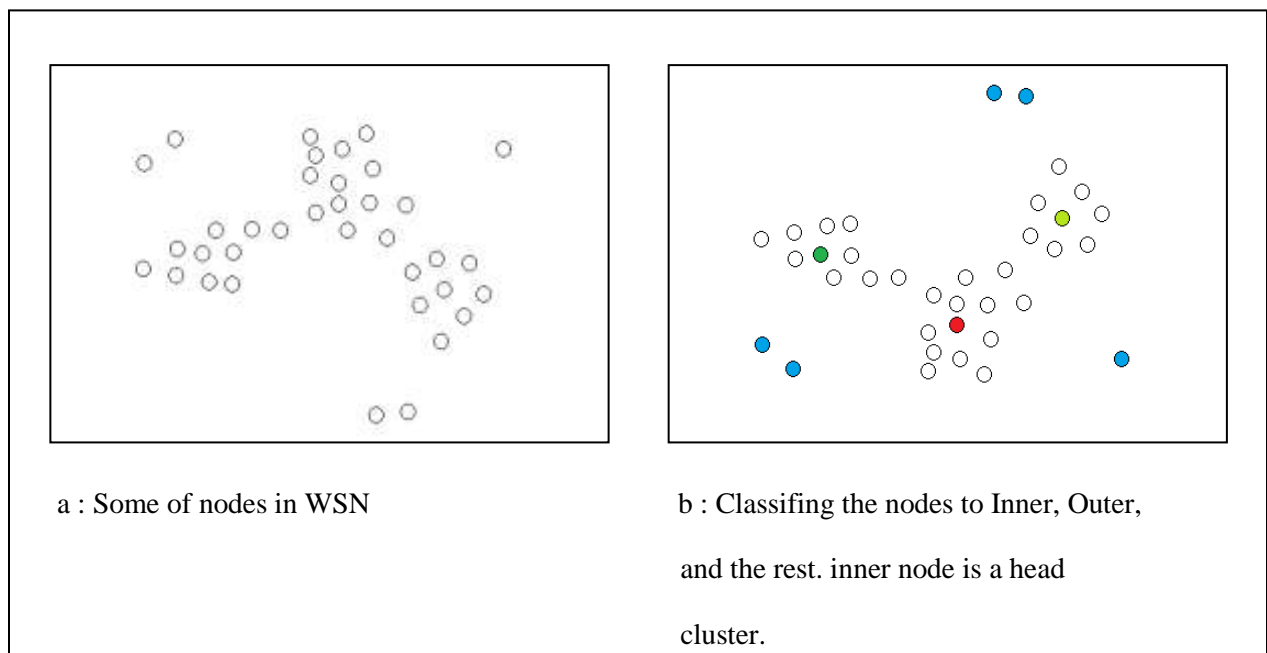 a : Some of nodes in WSN
b : Classifing the nodes to Inner, Outer,
and the rest. inner node is a head
cluster.